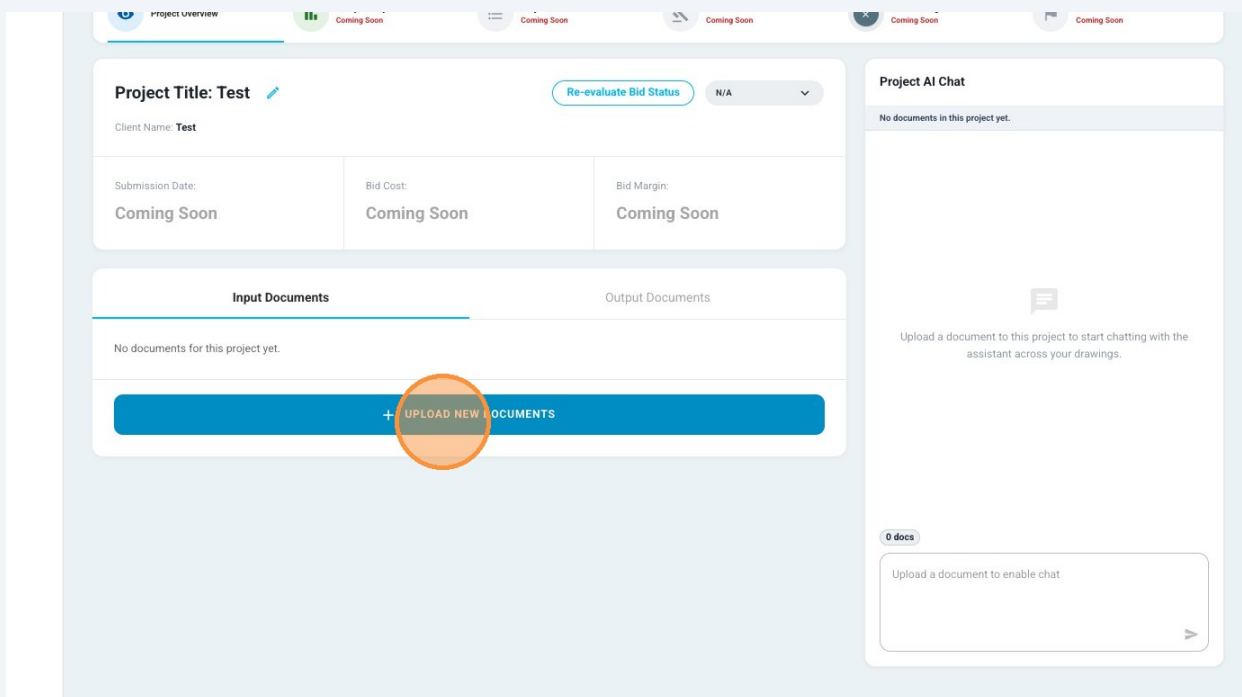 Project Overview
Coming Soon
Coming Soon
Coming Soon
Coming Soon
Coming Soon
Project Title: Test
Re-evaluate Bid Status
N/A
Client Name: Test
Submission Date:
Coming Soon
Bid Cost:
Coming Soon
Bid Margin:
Coming Soon
Input Documents
Output Documents
No documents for this project yet.
+ UPLOAD NEW DOCUMENTS
Project AI Chat
No documents in this project yet.
Upload a document to this project to start chatting with the
assistant across your drawings.
0 docs
Upload a document to enable chat